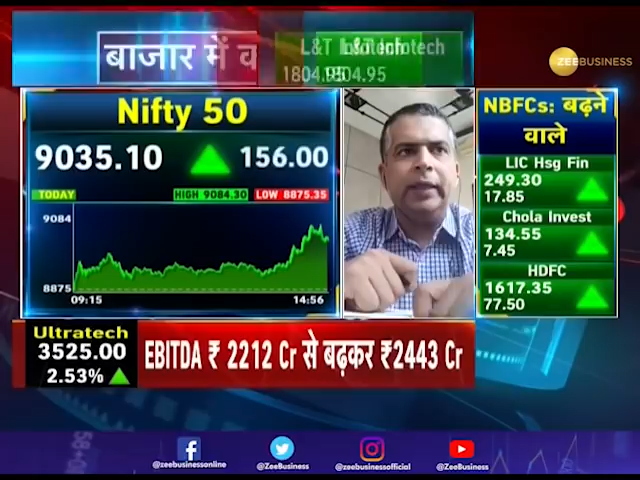 बाजार में
L&T Infotech
1804.95
ZEEBUSINESS
Nifty 50
9035.10
156.00
TODAY
HIGH 9084.30
LOW 8875.35
9084
8875
09:15
14:56
NBFCs: बढ़ने
वाले
LIC Hsg Fin
249.30
17.85
Chola Invest
134.55
7.45
HDFC
1617.35
77.50
Ultratech
3525.00
2.53%
EBITDA ₹ 2212 Cr से बढ़कर ₹2443 Cr
@zeebusinessonline
@ZeeBusiness
@zeebusinessofficial
@ZeeBusiness